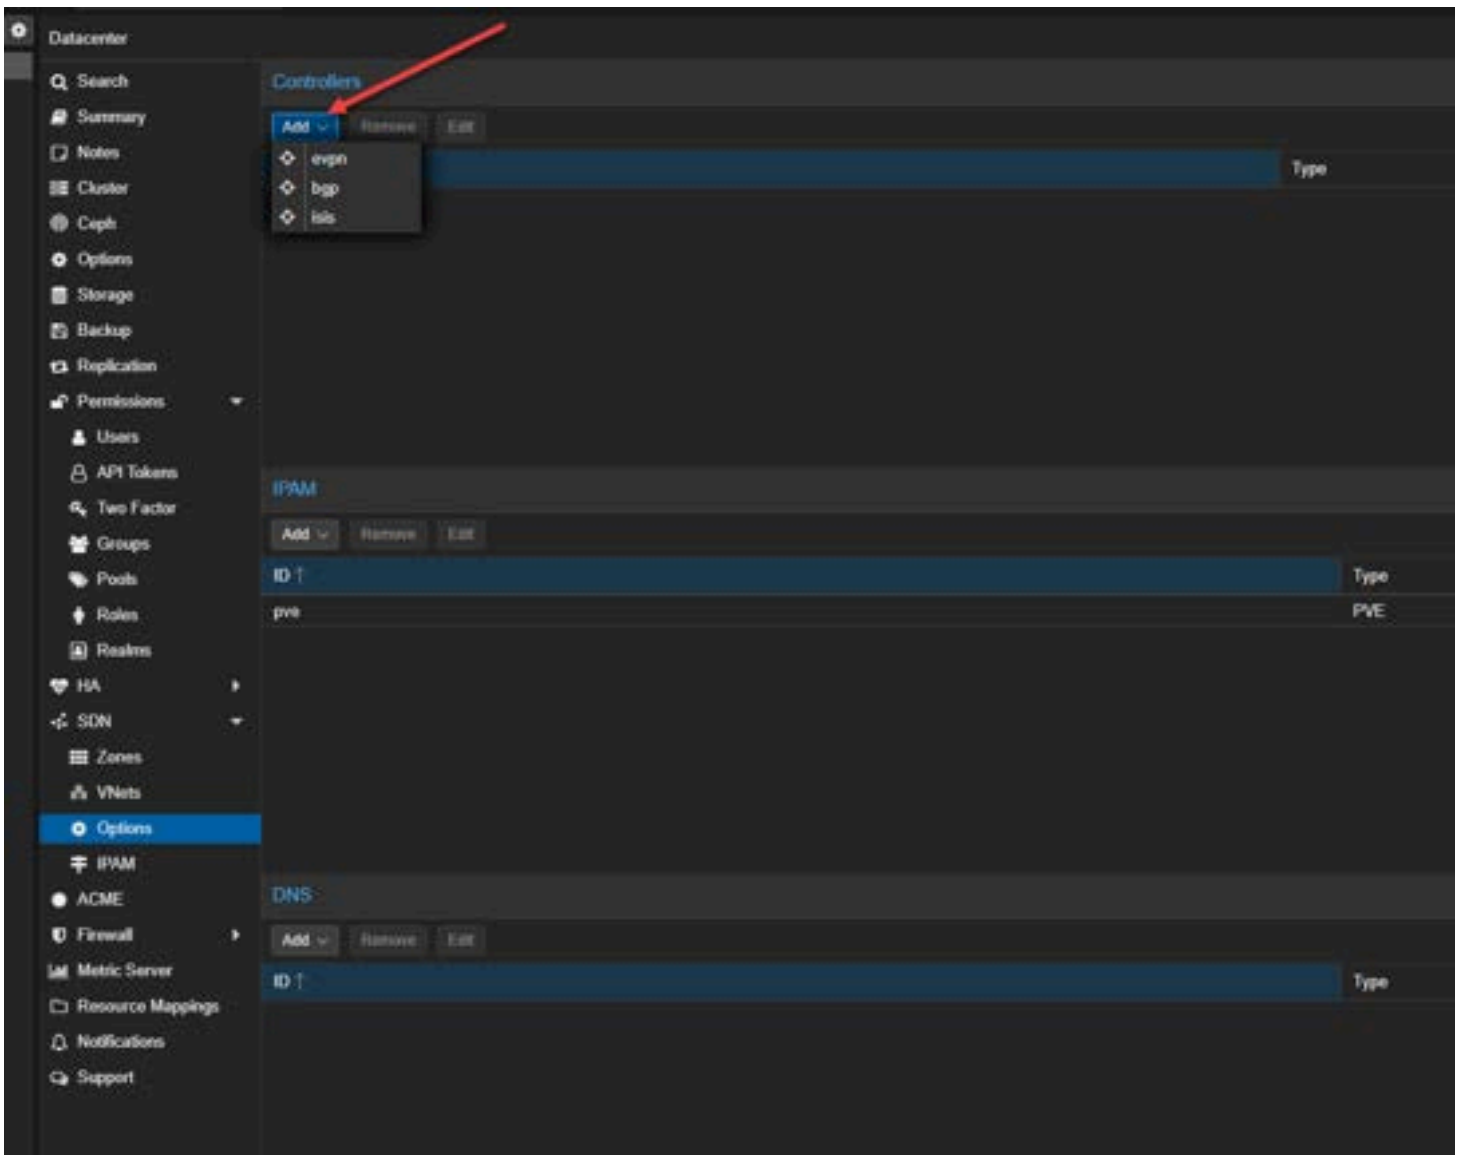 Datacenter
Search
Summary
Notes
Cluster
Ceph
Options
Storage
Backup
Replication
Permissions
Users
API Tokens
Two Factor
Groups
Pools
Roles
Realms
HA
SDN
Zones
VNets
Options
IPAM
ACME
Firewall
Metric Server
Resource Mappings
Notifications
Support
Controllers
Add Remove Edit
evpn
bgp
isis
Type
IPAM
Add Remove Edit
ID ↑ Type
pve PVE
DNS
Add Remove Edit
ID ↑ Type